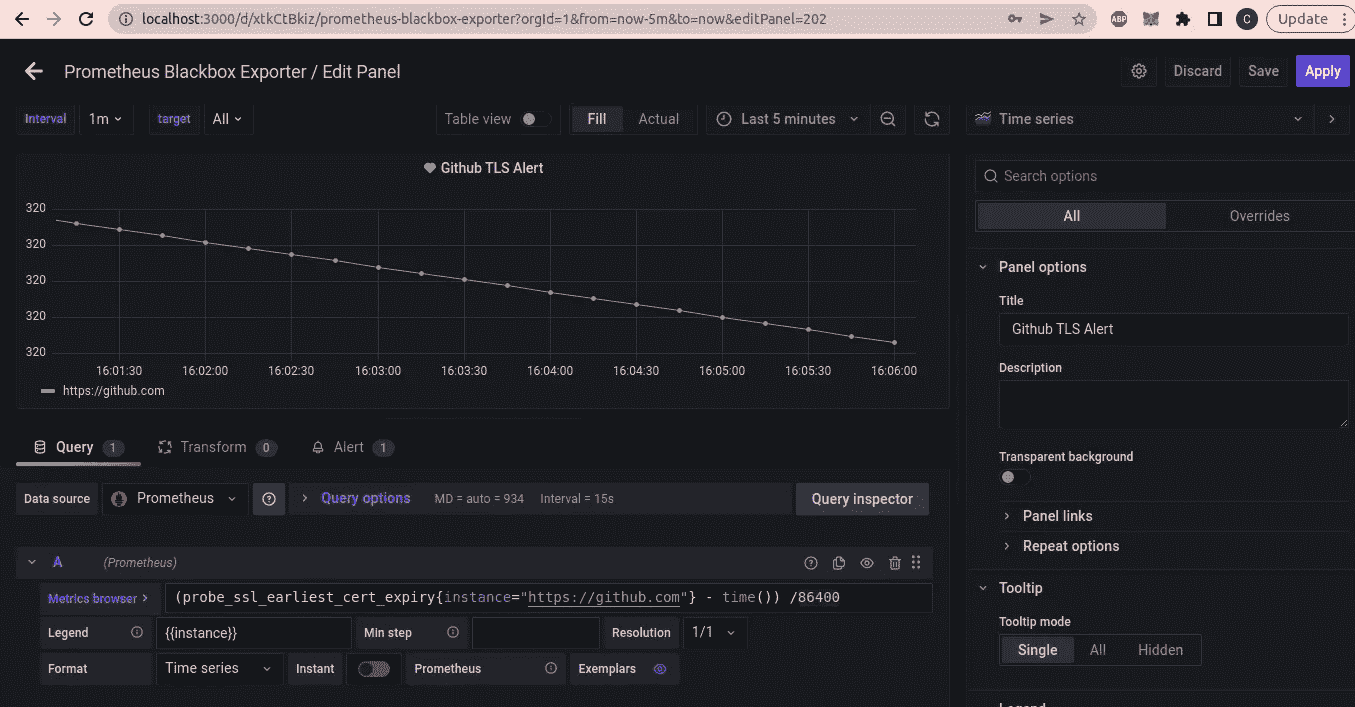 localhost:3000/d/xtkCtBkiz/prometheus-blackbox-exporter?orgId=1&from=now-5m&to=now&editPanel=202
ABP
C
Update
Prometheus Blackbox Exporter / Edit Panel
Discard
Save
Apply
Interval
1m
target
All
Table view
Fill
Actual
Last 5 minutes
Time series
Github TLS Alert
320
320
320
320
320
16:01:30 16:02:00 16:02:30 16:03:00 16:03:30 16:04:00 16:04:30 16:05:00 16:05:30 16:06:00
https://github.com
Search options
All
Overrides
Panel options
Title
Github TLS Alert
Description
Transparent background
Panel links
Repeat options
Tooltip
Tooltip mode
Single
All
Hidden
Legend
Query 1
Transform 0
Alert 1
Data source
Prometheus
Query options
MD = auto = 934
Interval = 15s
Query inspector
A
(Prometheus)
Metrics browser >
(probe_ssl_earliest_cert_expiry{instance="https://github.com"} - time()) /86400
Legend
{{instance}}
Min step
Resolution
1/1
Format
Time series
Instant
Prometheus
Exemplars